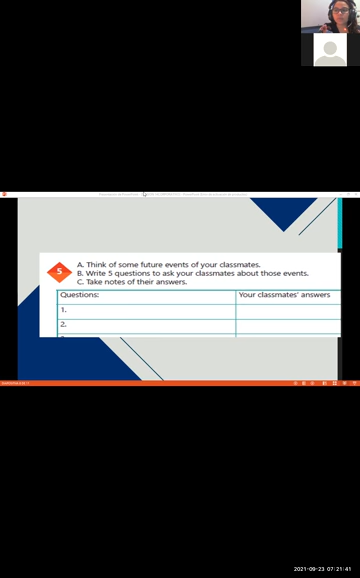 5
A. Think of some future events of your classmates.
B. Write 5 questions to ask your classmates about those events.
C. Take notes of their answers.
Questions:
Your classmates' answers
1.
2.
2021-09-23 07:21:41